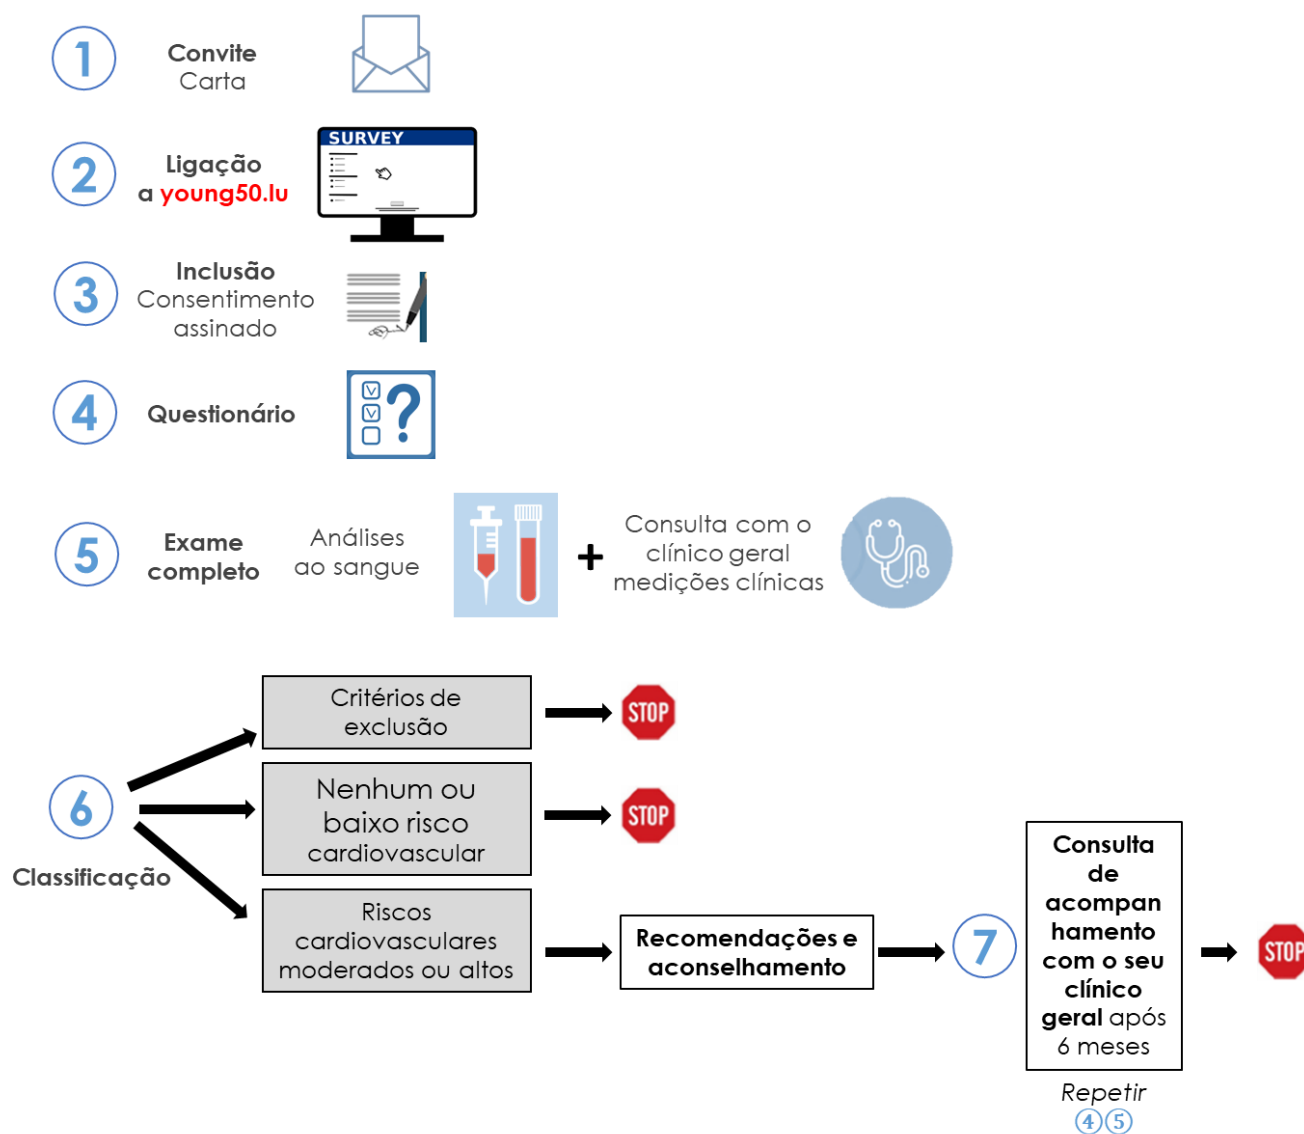 1
Convite
Carta
2
Ligação
a young50.lu
SURVEY
3
Inclusão
Consentimento
assinado
4
Questionário
?
5
Exame
completo
Análises
ao sangue
+
Consulta com o
clínico geral
medições clínicas
6
Classificação
Critérios de
exclusão
STOP
Nenhum ou
baixo risco
cardiovascular
STOP
Riscos
cardiovasculares
moderados ou altos
Recomendações e
aconselhamento
7
Consulta
de
acompan
hamento
com o seu
clínico
geral após
6 meses
STOP
Repetir
④⑤